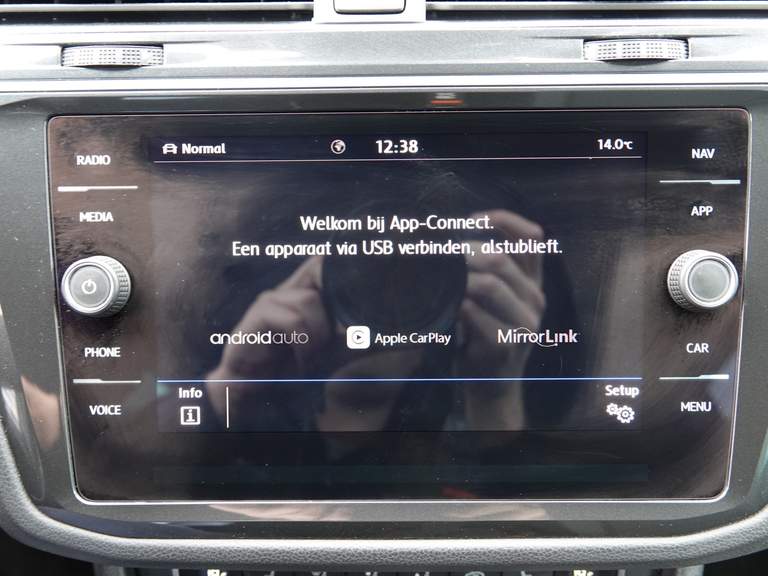 Normal 12:38 14.0°C
RADIO
MEDIA
PHONE
VOICE
Welkom bij App-Connect.
Een apparaat via USB verbinden, alstublieft.
androidauto Apple CarPlay MirrorLink
Info Setup
NAV
APP
CAR
MENU